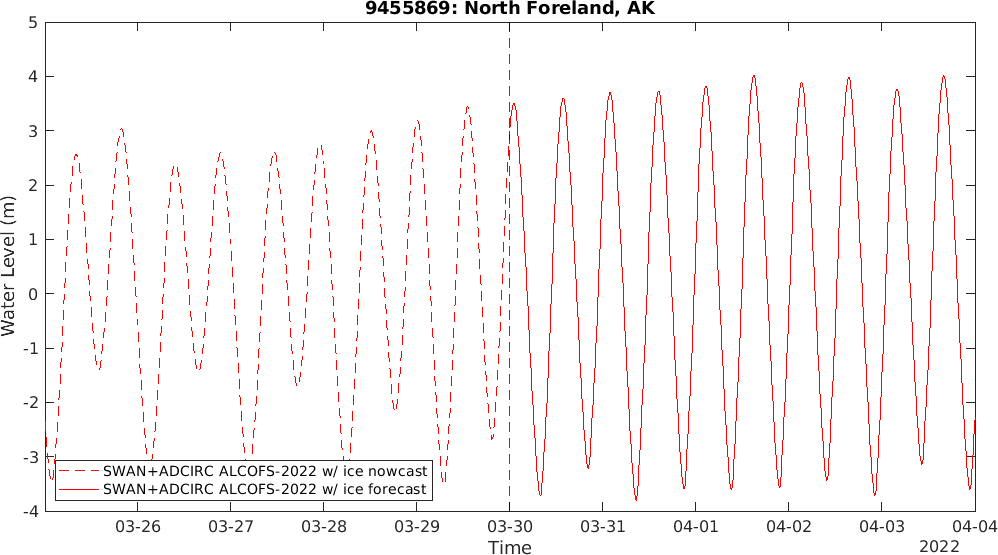 9455869: North Foreland, AK
5
4
3
2
1
0
-1
-2
-3
-4
Water Level (m)
SWAN+ADCIRC ALCOFS-2022 w/ ice nowcast
SWAN+ADCIRC ALCOFS-2022 w/ ice forecast
03-26 03-27 03-28 03-29 03-30 03-31 04-01 04-02 04-03 04-04
Time
2022